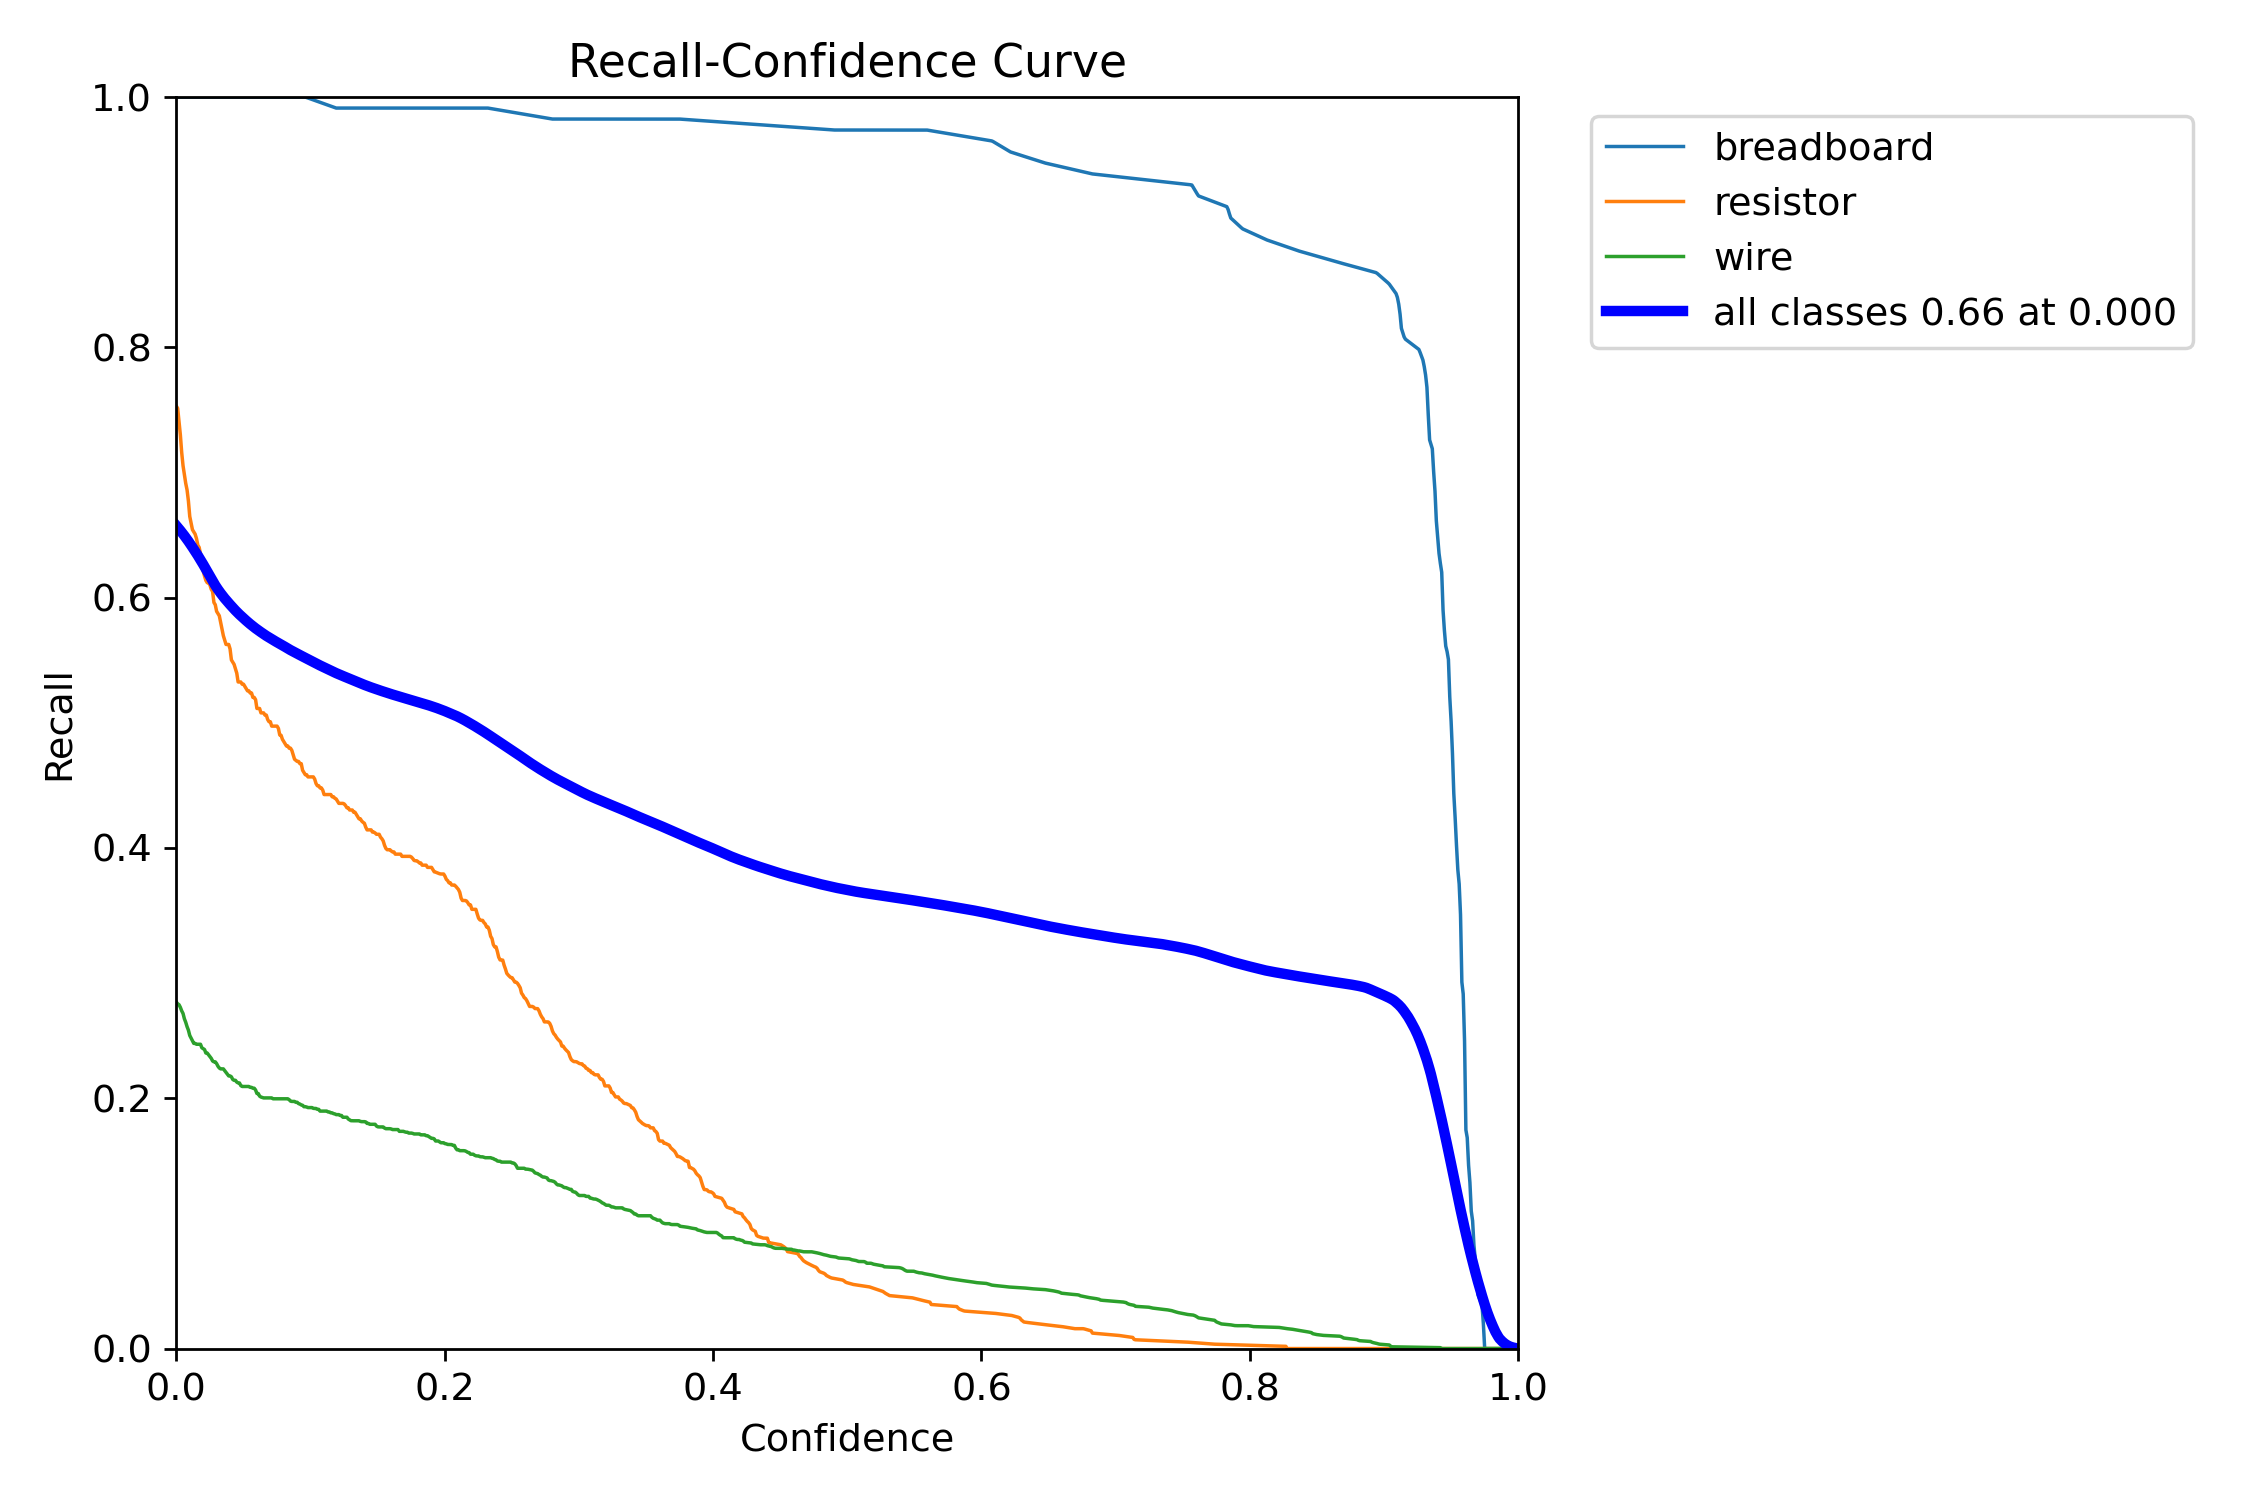 Recall-Confidence Curve
1.0
0.8
0.6
0.4
0.2
0.0
Recall
0.0 0.2 0.4 0.6 0.8 1.0
Confidence
breadboard
resistor
wire
all classes 0.66 at 0.000